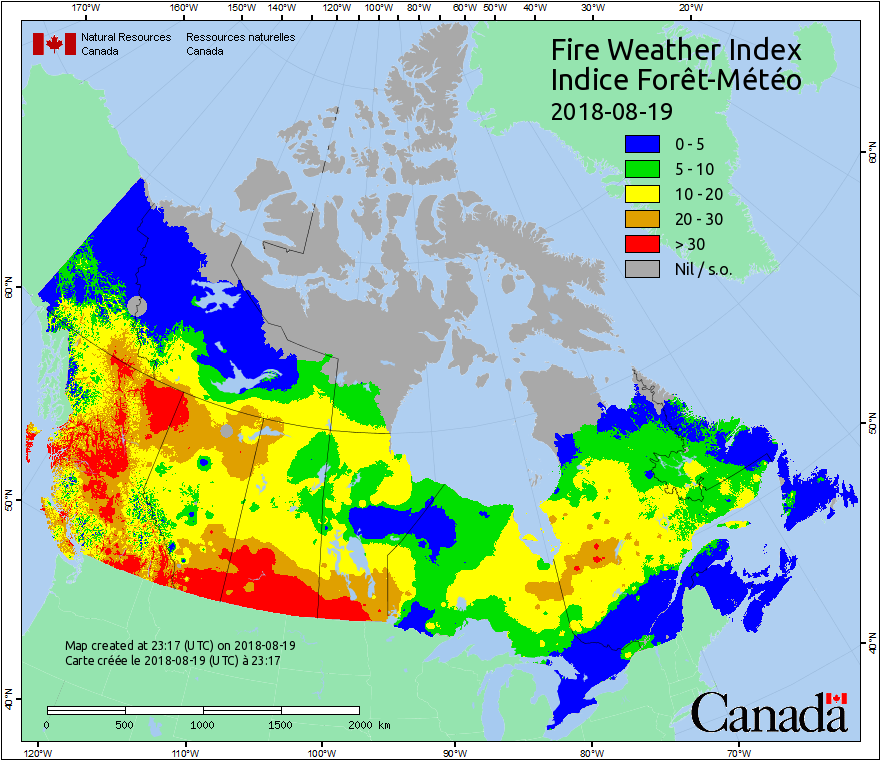 170°W 160°W 150°W 140°W 120°W 100°W 80°W 60°W 50°W 40°W 30°W 20°W
Natural Resources Ressources naturelles
Canada Canada
Fire Weather Index
Indice Forêt-Météo
2018-08-19
0 - 5
5 - 10
10 - 20
20 - 30
> 30
Nil / s.o.
60°N
60°N
50°N
50°N
40°N
40°N
Map created at 23:17 (UTC) on 2018-08-19
Carte créée le 2018-08-19 (UTC) à 23:17
0 500 1000 1500 2000 km
Canada
120°W 110°W 100°W 90°W 80°W 70°W